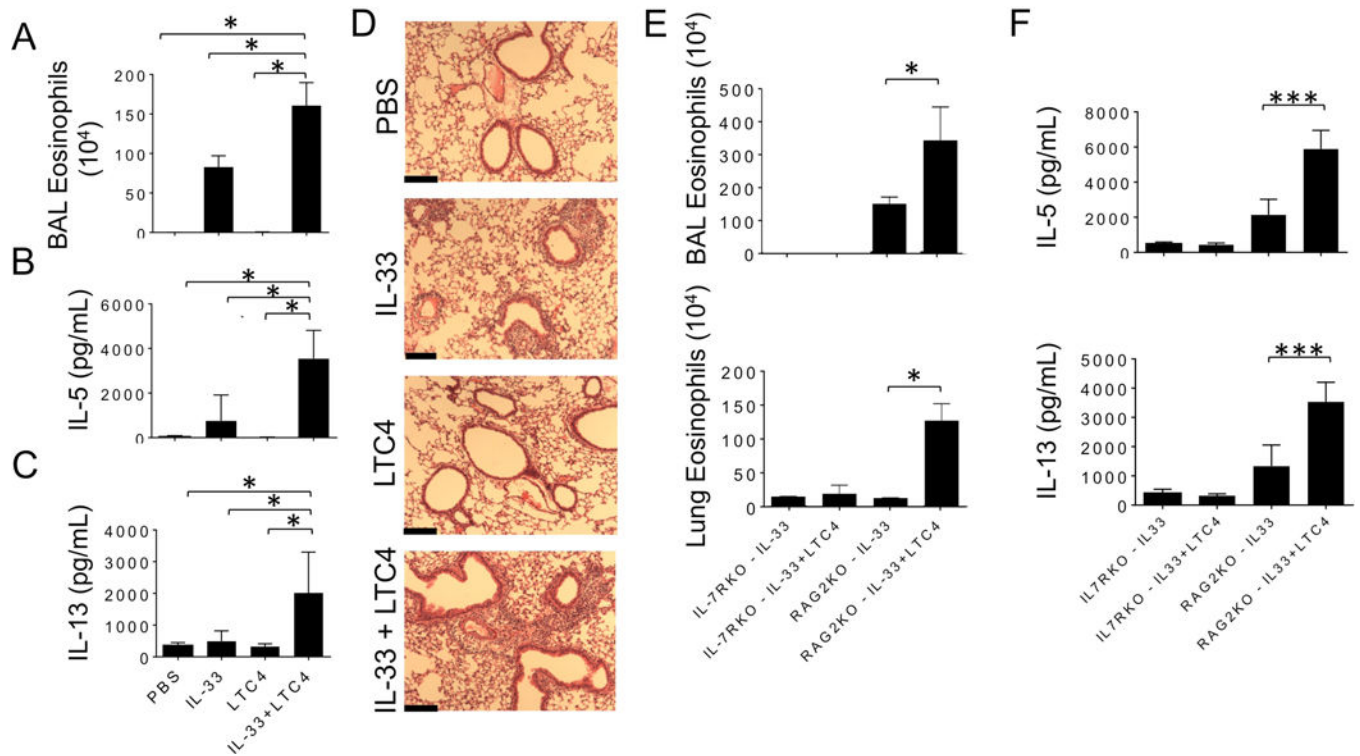 A
BAL Eosinophils
(10⁴)
200
150
100
50
0
*
*
*
B
IL-5 (pg/mL)
6000
4000
2000
0
*
*
*
C
IL-13 (pg/mL)
4000
3000
2000
1000
0
*
*
*
PBS
IL-33
LTC4
IL-33+LTC4
D
PBS
IL-33
LTC4
IL-33 + LTC4
E
BAL Eosinophils (10⁴)
500
400
300
200
100
0
*
Lung Eosinophils (10⁴)
150
100
50
0
*
IL-7RKO - IL-33
IL-7RKO - IL-33+LTC4
RAG2KO - IL-33
RAG2KO - IL-33+LTC4
F
IL-5 (pg/mL)
8000
6000
4000
2000
0
***
IL-13 (pg/mL)
5000
4000
3000
2000
1000
0
***
IL7RKO - IL33
IL7RKO - IL33+LTC4
RAG2KO - IL33
RAG2KO - IL33+LTC4